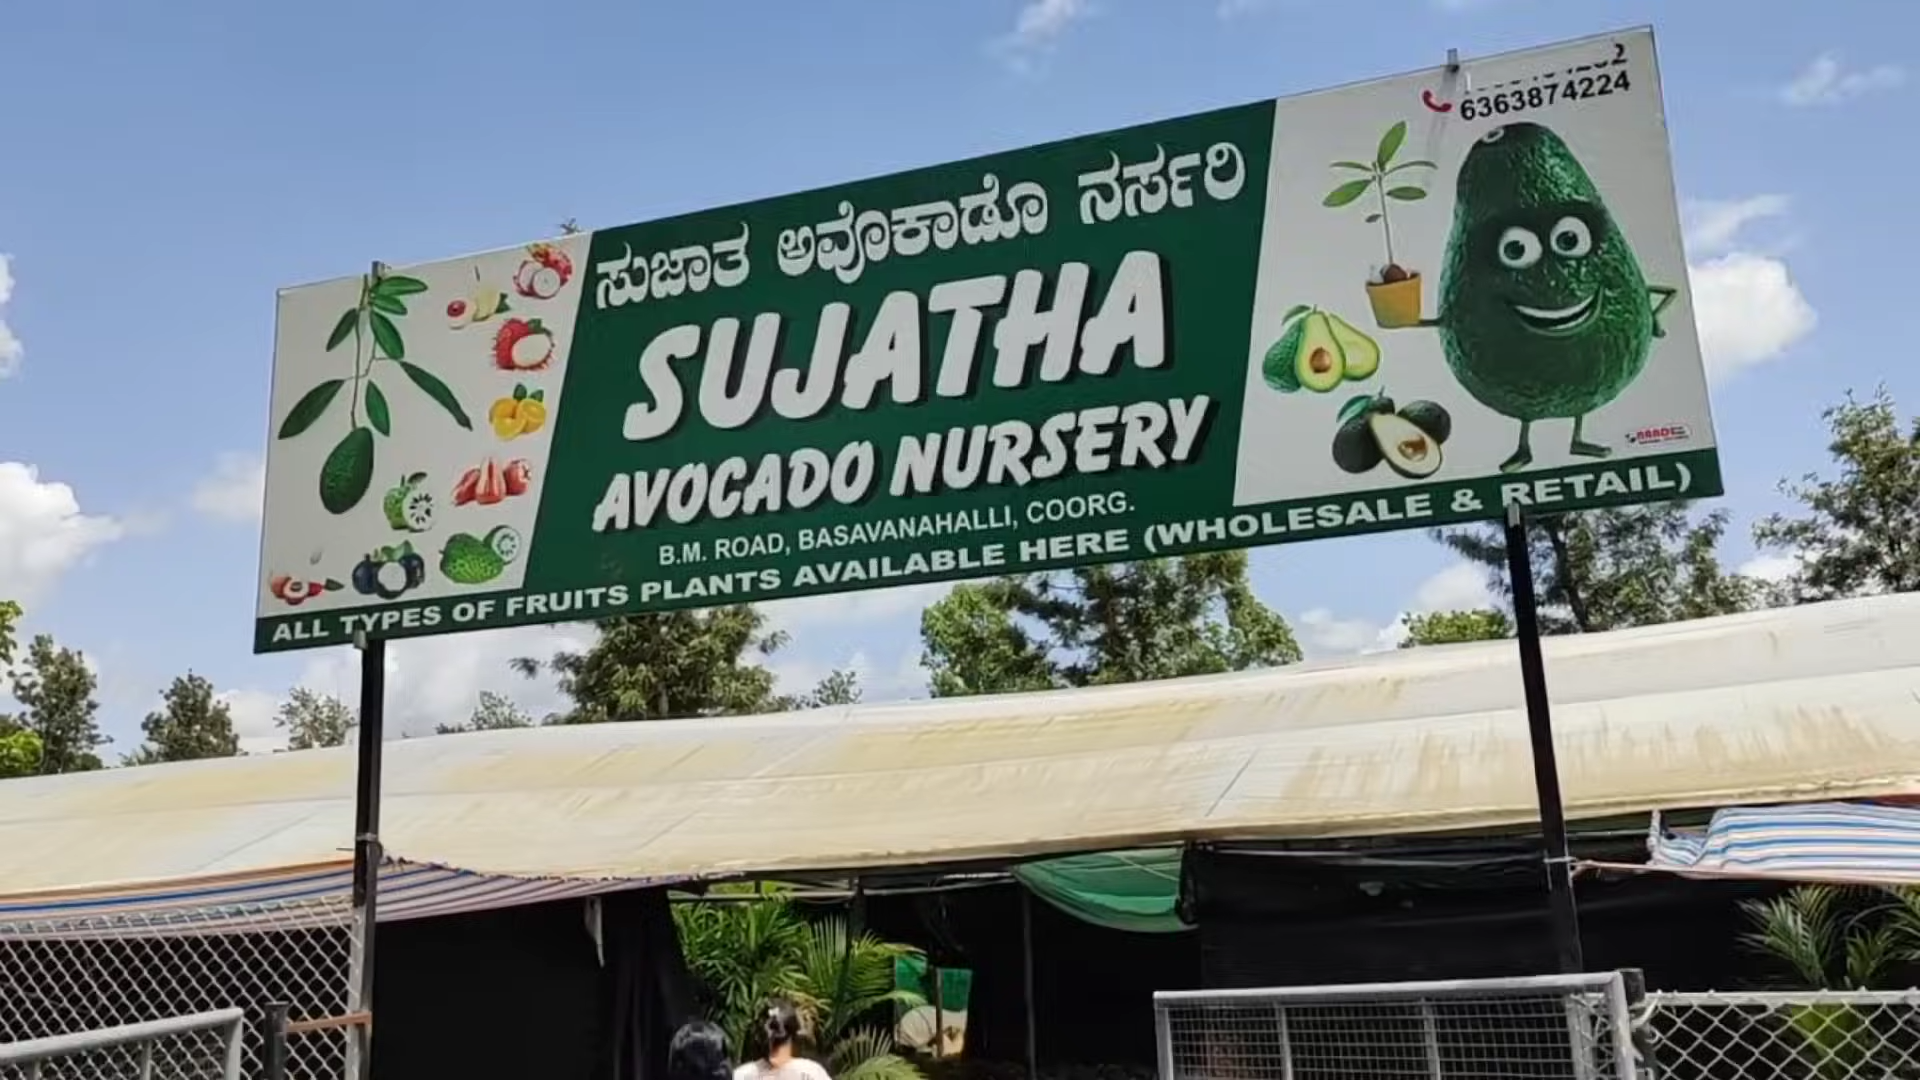 6363874224
ಸುಜಾತ ಅವೊಕಾಡೊ ನರ್ಸರಿ
SUJATHA
AVOCADO NURSERY
B.M. ROAD, BASAVANAHALLI, COORG.
ALL TYPES OF FRUITS PLANTS AVAILABLE HERE (WHOLESALE & RETAIL)